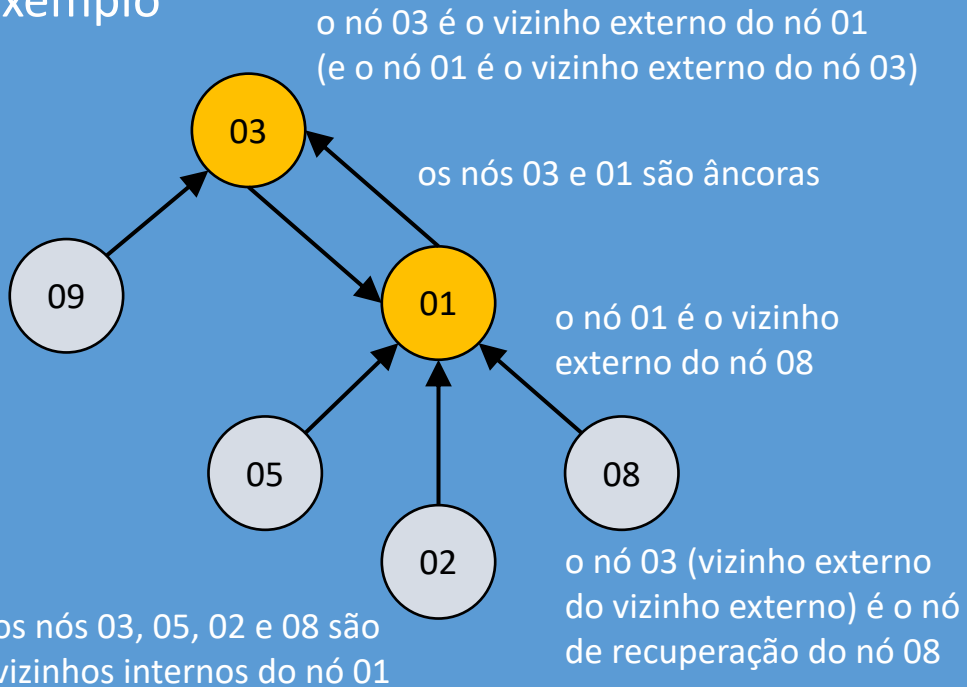 exemplo
o nó 03 é o vizinho externo do nó 01
(e o nó 01 é o vizinho externo do nó 03)
03
os nós 03 e 01 são âncoras
09
01
o nó 01 é o vizinho
externo do nó 08
05
08
02
o nó 03 (vizinho externo
do vizinho externo) é o nó
de recuperação do nó 08
os nós 03, 05, 02 e 08 são
vizinhos internos do nó 01